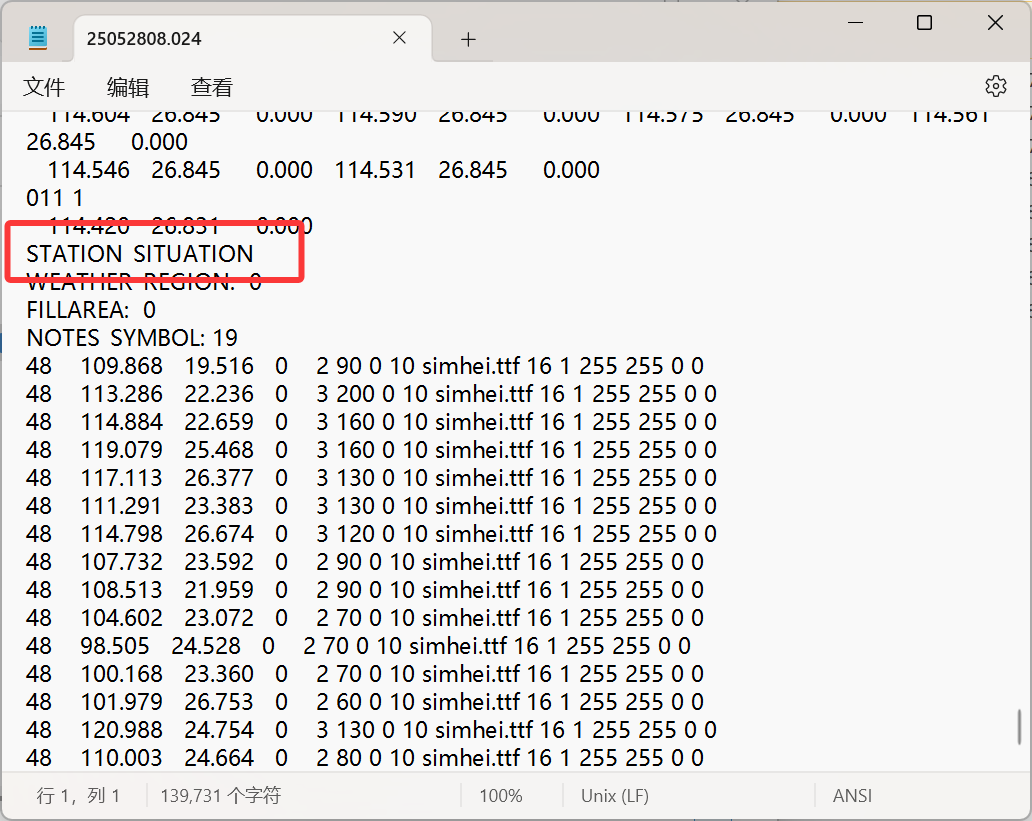 25052808.024
文件 编辑 查看
114.604 26.845 0.000 114.590 26.845 0.000 114.575 26.845 0.000 114.561
26.845 0.000
114.546 26.845 0.000 114.531 26.845 0.000
011 1
114.420 26.831 0.000
STATION SITUATION
WEATHER REGION: 0
FILLAREA: 0
NOTES SYMBOL: 19
48 109.868 19.516 0 2 90 0 10 simhei.ttf 16 1 255 255 0 0
48 113.286 22.236 0 3 200 0 10 simhei.ttf 16 1 255 255 0 0
48 114.884 22.659 0 3 160 0 10 simhei.ttf 16 1 255 255 0 0
48 119.079 25.468 0 3 160 0 10 simhei.ttf 16 1 255 255 0 0
48 117.113 26.377 0 3 130 0 10 simhei.ttf 16 1 255 255 0 0
48 111.291 23.383 0 3 130 0 10 simhei.ttf 16 1 255 255 0 0
48 114.798 26.674 0 3 120 0 10 simhei.ttf 16 1 255 255 0 0
48 107.732 23.592 0 2 90 0 10 simhei.ttf 16 1 255 255 0 0
48 108.513 21.959 0 2 90 0 10 simhei.ttf 16 1 255 255 0 0
48 104.602 23.072 0 2 70 0 10 simhei.ttf 16 1 255 255 0 0
48 98.505 24.528 0 2 70 0 10 simhei.ttf 16 1 255 255 0 0
48 100.168 23.360 0 2 70 0 10 simhei.ttf 16 1 255 255 0 0
48 101.979 26.753 0 2 60 0 10 simhei.ttf 16 1 255 255 0 0
48 120.988 24.754 0 3 130 0 10 simhei.ttf 16 1 255 255 0 0
48 110.003 24.664 0 2 80 0 10 simhei.ttf 16 1 255 255 0 0
行 1，列 1 139,731 个字符 100% Unix (LF) ANSI